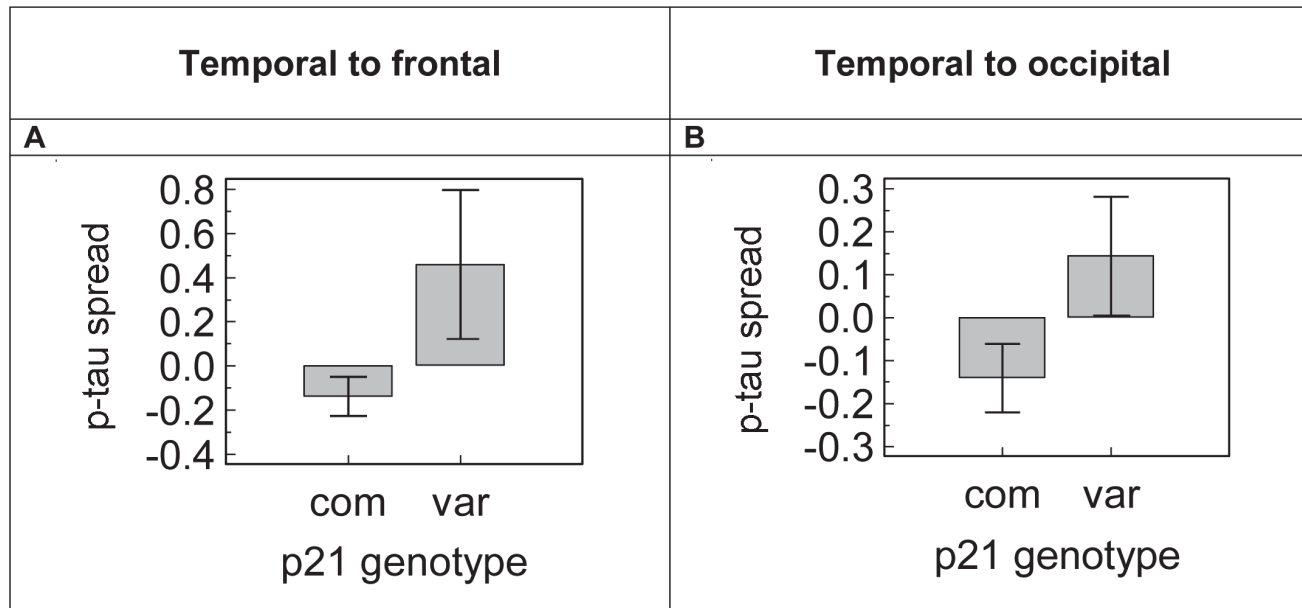 Temporal to frontal
Temporal to occipital
A
B
p-tau spread
0.8
0.6
0.4
0.2
0.0
-0.2
-0.4
com var
p21 genotype
p-tau spread
0.3
0.2
0.1
0.0
-0.1
-0.2
-0.3
com var
p21 genotype